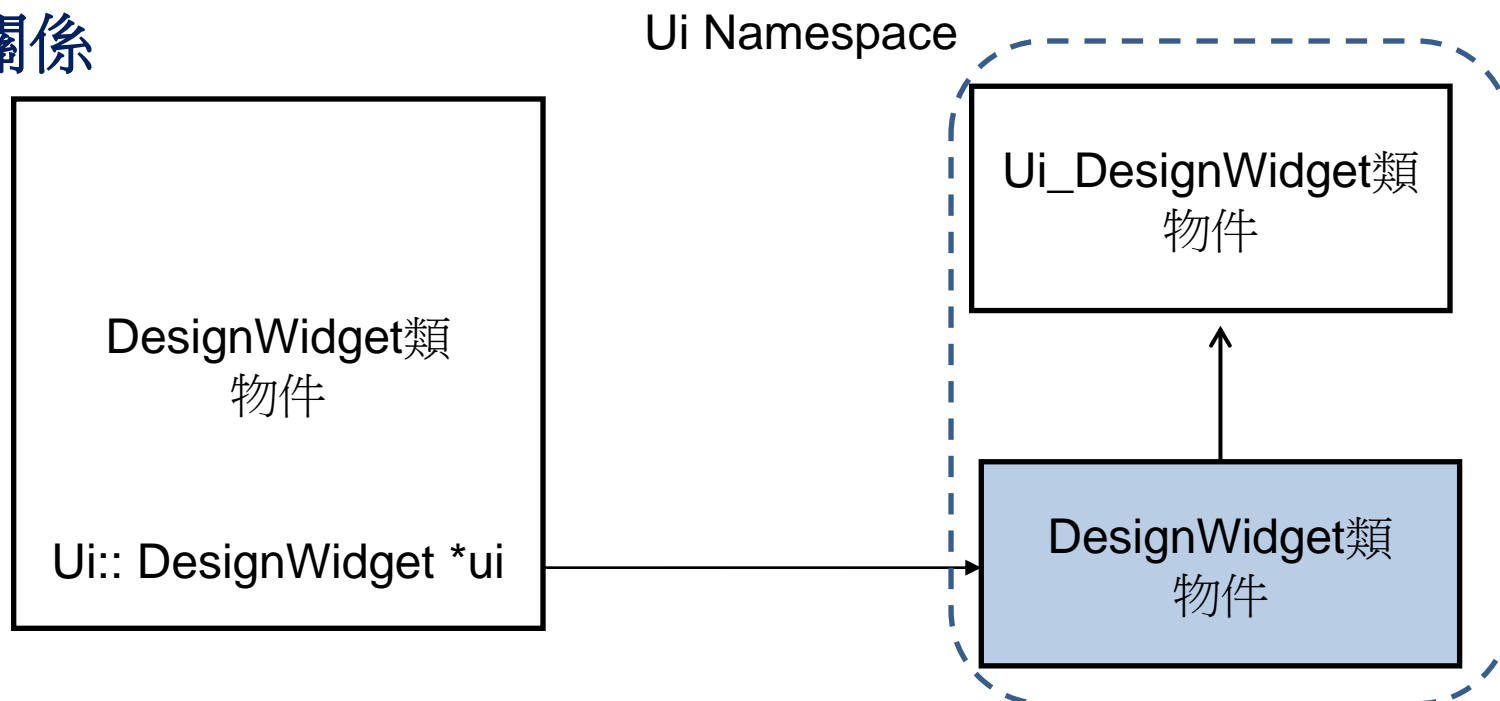 關係
Ui Namespace
DesignWidget類
物件
Ui:: DesignWidget *ui
Ui_DesignWidget類
物件
DesignWidget類
物件